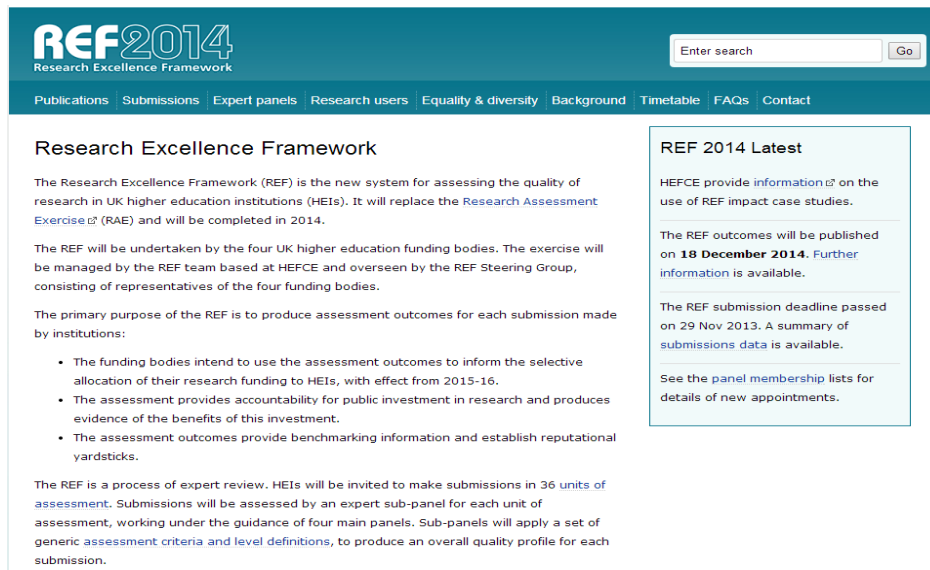 REF2014
Research Excellence Framework
Enter search
Go
Publications Submissions Expert panels Research users Equality & diversity Background Timetable FAQs Contact
Research Excellence Framework
The Research Excellence Framework (REF) is the new system for assessing the quality of
research in UK higher education institutions (HEIs). It will replace the Research Assessment
Exercise (RAE) and will be completed in 2014.
The REF will be undertaken by the four UK higher education funding bodies. The exercise will
be managed by the REF team based at HEFCE and overseen by the REF Steering Group,
consisting of representatives of the four funding bodies.
The primary purpose of the REF is to produce assessment outcomes for each submission made
by institutions:
• The funding bodies intend to use the assessment outcomes to inform the selective
allocation of their research funding to HEIs, with effect from 2015-16.
• The assessment provides accountability for public investment in research and produces
evidence of the benefits of this investment.
• The assessment outcomes provide benchmarking information and establish reputational
yardsticks.
The REF is a process of expert review. HEIs will be invited to make submissions in 36 units of
assessment. Submissions will be assessed by an expert sub-panel for each unit of
assessment, working under the guidance of four main panels. Sub-panels will apply a set of
generic assessment criteria and level definitions, to produce an overall quality profile for each
submission.
REF 2014 Latest
HEFCE provide information on the
use of REF impact case studies.
The REF outcomes will be published
on 18 December 2014. Further
information is available.
The REF submission deadline passed
on 29 Nov 2013. A summary of
submissions data is available.
See the panel membership lists for
details of new appointments.